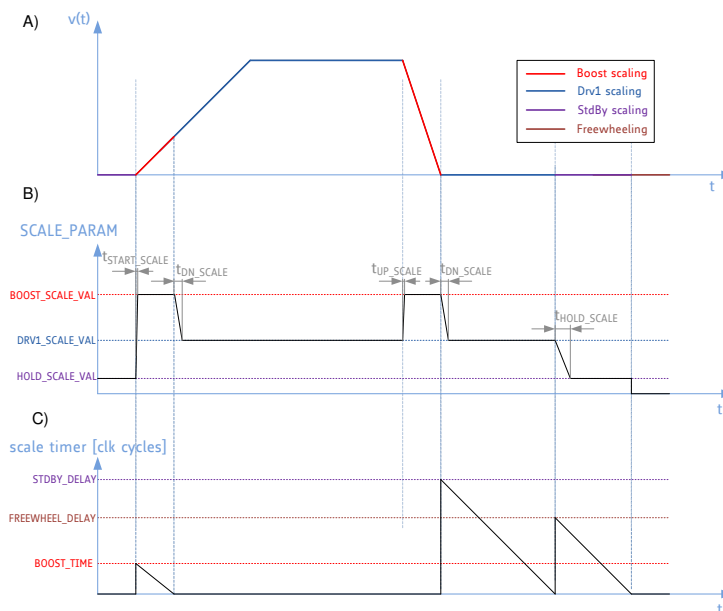 A)
v(t)
Boost scaling
Drv1 scaling
StdBy scaling
Freewheeling
t
B)
SCALE_PARAM
tSTART_SCALE
tDN_SCALE
tUP_SCALE
tDN_SCALE
BOOST_SCALE_VAL
tHOLD_SCALE
DRV1_SCALE_VAL
HOLD_SCALE_VAL
t
C)
scale timer [clk cycles]
STDBY_DELAY
FREEWHEEL_DELAY
BOOST_TIME
t